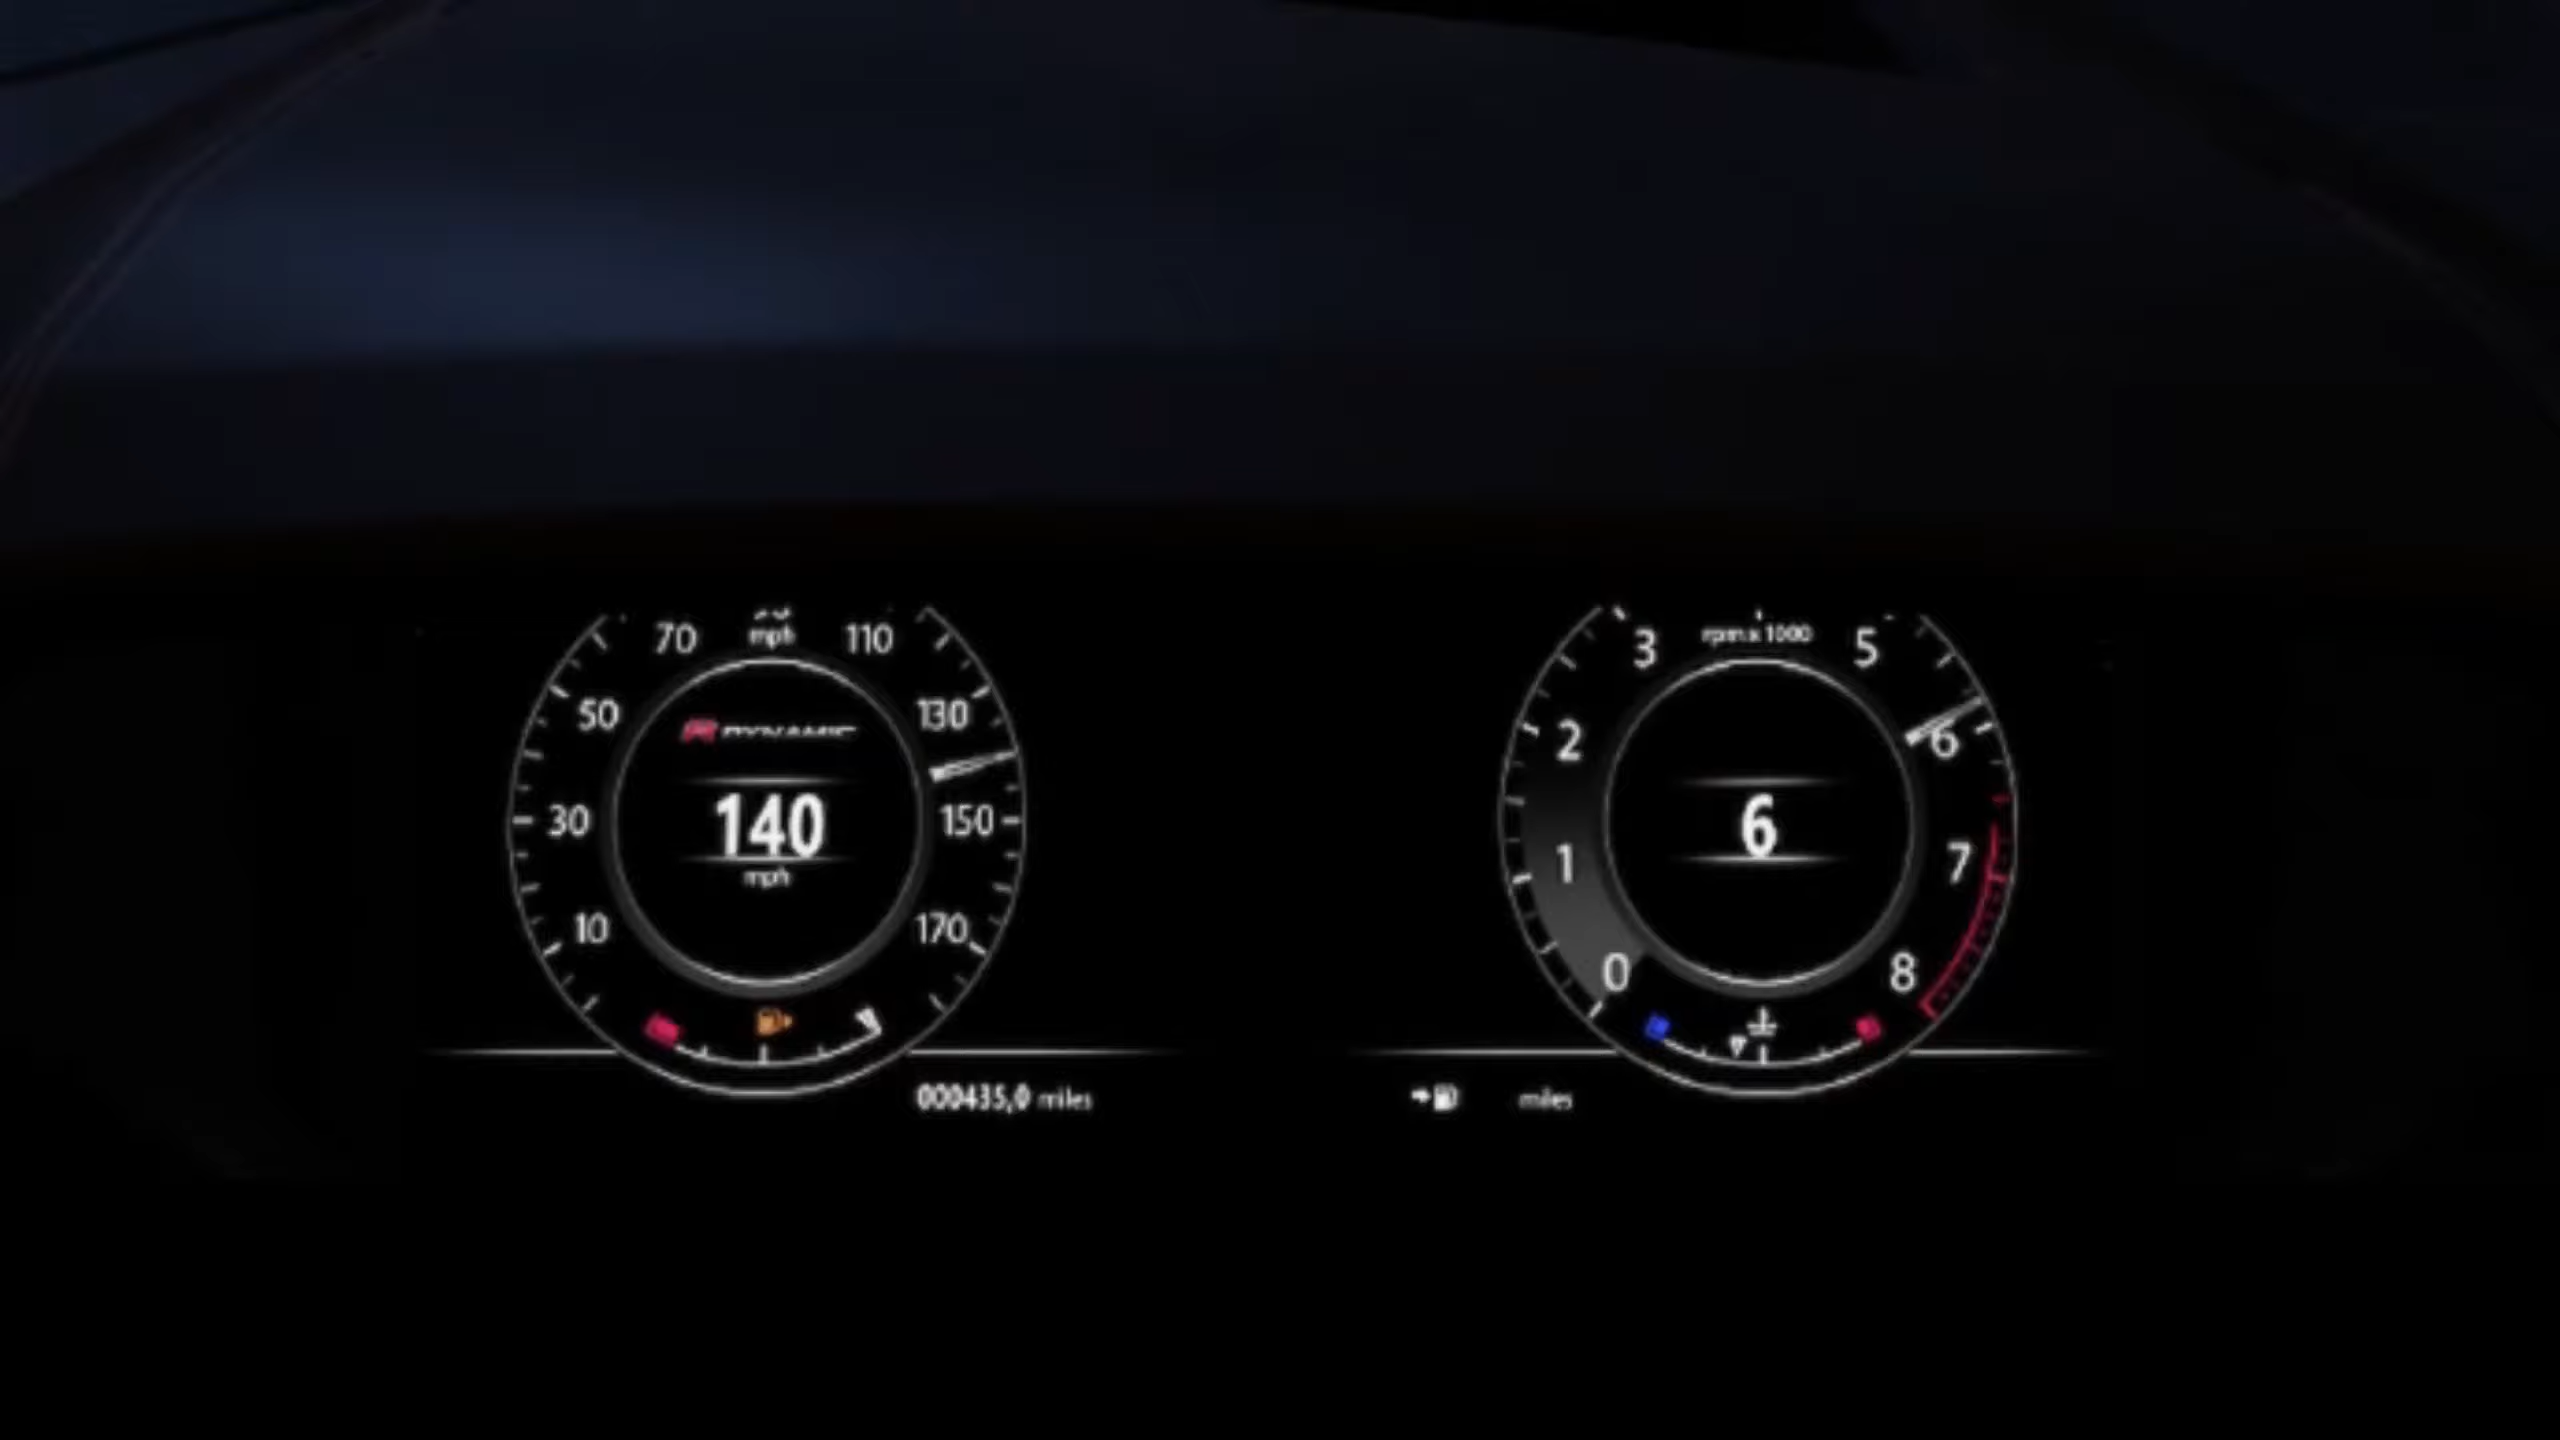 70 mph 110
50 130
R DYNAMIC
30 140 150
mph
10 170
000435,0 miles
3 rpm x 1000 5
2 6
6
1 7
0 8
miles